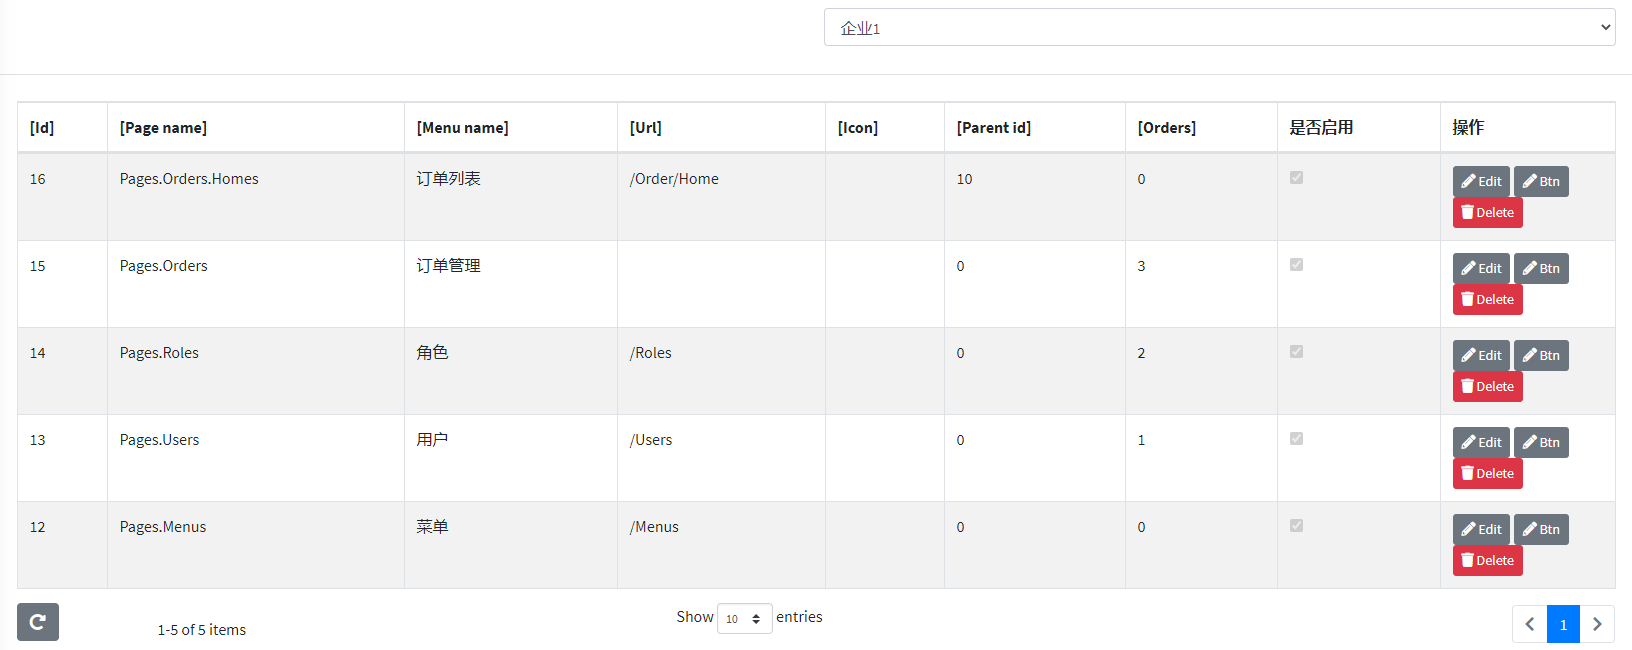 企业1
[Id] [Page name] [Menu name] [Url] [Icon] [Parent id] [Orders] 是否启用 操作
16 Pages.Orders.Homes 订单列表 /Order/Home 10 0 Edit Btn
Delete
15 Pages.Orders 订单管理 0 3 Edit Btn
Delete
14 Pages.Roles 角色 /Roles 0 2 Edit Btn
Delete
13 Pages.Users 用户 /Users 0 1 Edit Btn
Delete
12 Pages.Menus 菜单 /Menus 0 0 Edit Btn
Delete
1-5 of 5 items Show 10 entries 1